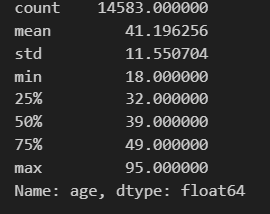 count 14583.000000
mean 41.196256
std 11.550704
min 18.000000
25% 32.000000
50% 39.000000
75% 49.000000
max 95.000000
Name: age, dtype: float64